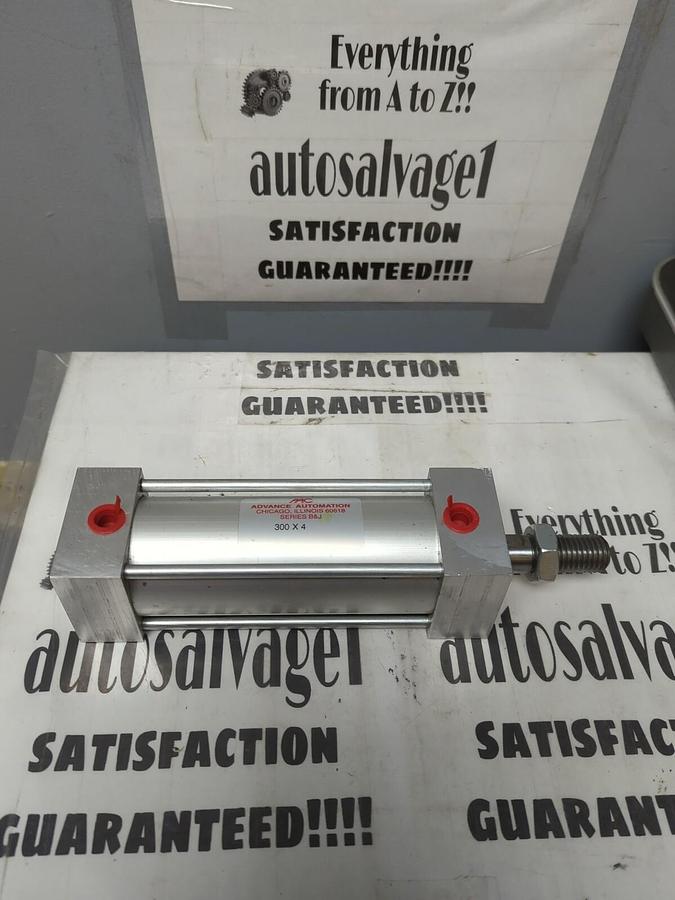 Everything
from A to Z!!
autosalvage1
SATISFACTION
GUARANTEED!!!!
SATISFACTION
GUARANTEED!!!!
AAC
ADVANCE AUTOMATION
CHICAGO, ILLINOIS 60618
SERIES B&J
300 X 4
Everything
to Z!!
autosalvage1
autosalva
SATISFACTION
SATISFAC
GUARANTEED!!!!
GUARANT